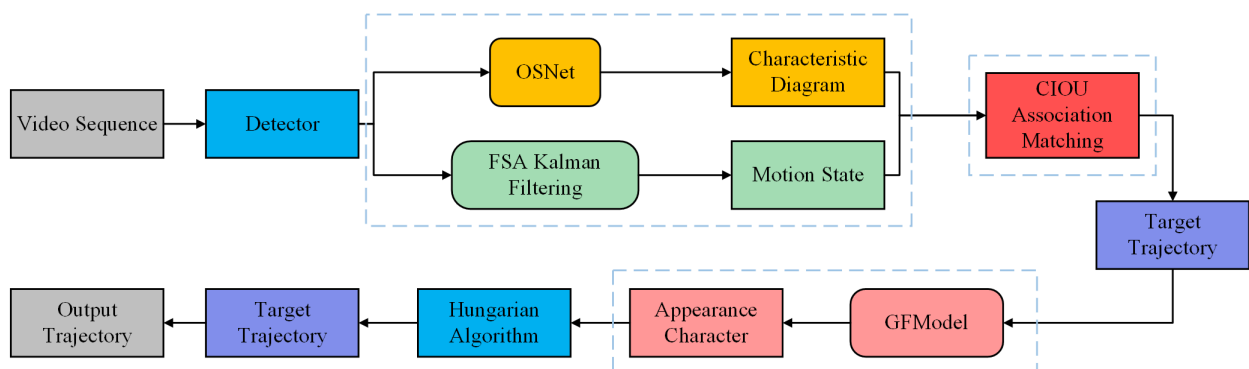 Video Sequence
Detector
OSNet
Characteristic
Diagram
FSA Kalman
Filtering
Motion State
CIOU
Association
Matching
Target
Trajectory
GFModel
Appearance
Character
Hungarian
Algorithm
Target
Trajectory
Output
Trajectory